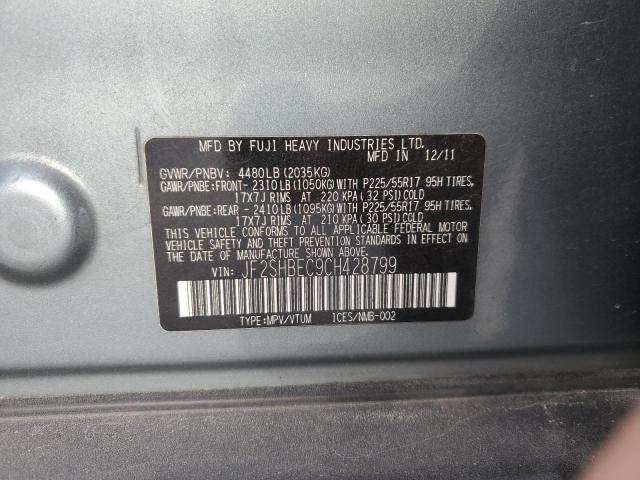 MFD BY FUJI HEAVY INDUSTRIES LTD.
MFD IN 12/11
GVWR/PNBV: 4480LB(2035KG)
GAWR/PNBE:FRONT- 2310LB(1050KG)WITH P225/55R17 95H TIRES,
17X7J RIMS AT 220 KPA(32 PSI)COLD
GAWR/PNBE:REAR - 2410LB(1095KG)WITH P225/55R17 95H TIRES,
17X7J RIMS AT 210 KPA(30 PSI)COLD
THIS VEHICLE CONFORMS TO ALL APPLICABLE FEDERAL MOTOR
VEHICLE SAFETY AND THEFT PREVENTION STANDARDS IN EFFECT ON
THE DATE OF MANUFACTURE SHOWN ABOVE.
VIN: JF2SHBEC9CH428799
TYPE:MPV/VTUM ICES/NMB-002